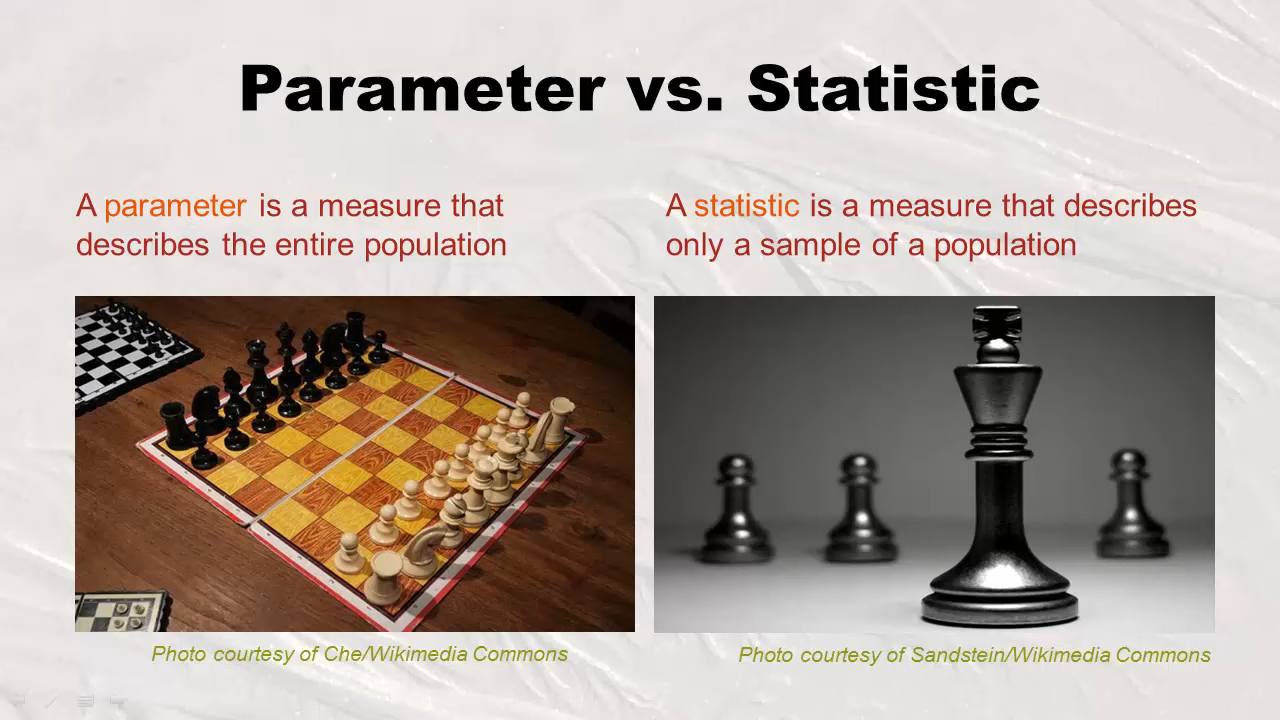 Parameter vs. Statistic
A parameter is a measure that
describes the entire population
A statistic is a measure that describes
only a sample of a population
Photo courtesy of Che/Wikimedia Commons
Photo courtesy of Sandstein/Wikimedia Commons